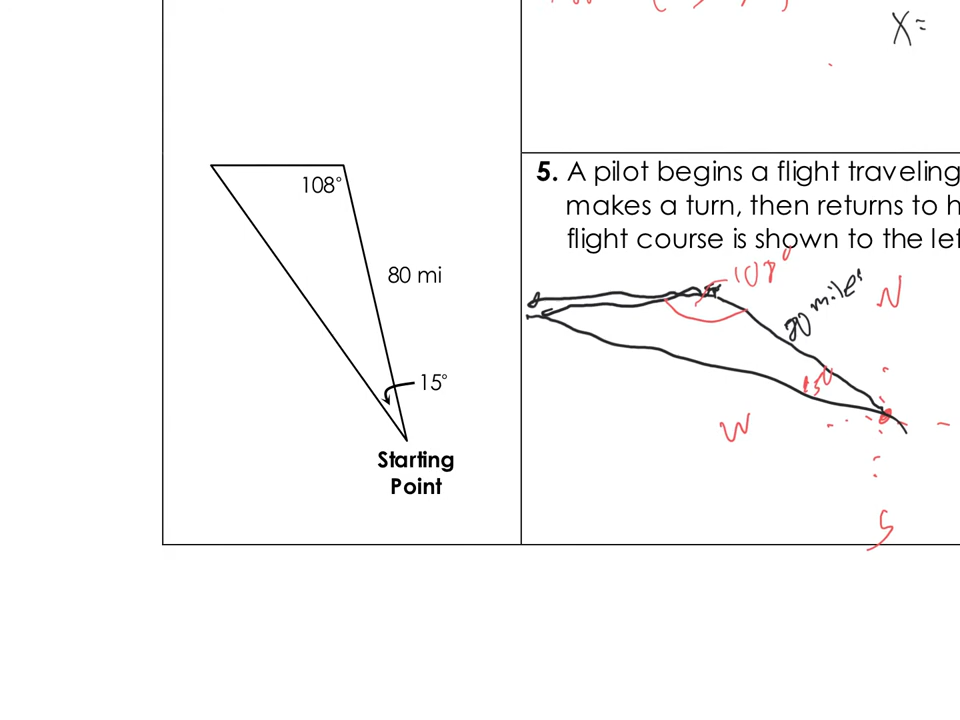 X=
108°
80 mi
15°
Starting
Point
5. A pilot begins a flight traveling
makes a turn, then returns to h
flight course is shown to the lef
108°
80 miles
N
150
W
S